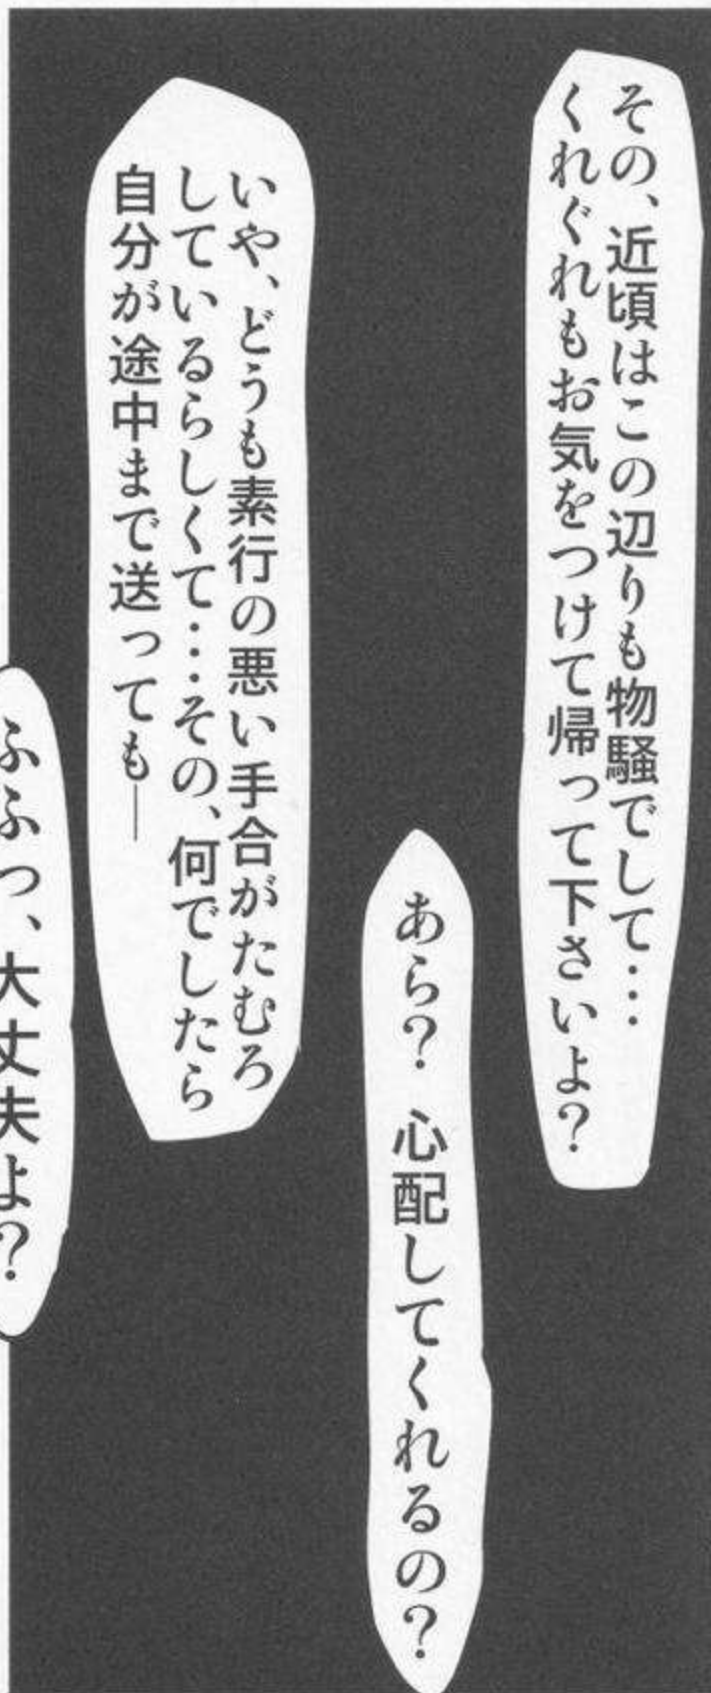 その、近頃はこの辺りも物騒でして…
くれぐれもお気をつけて帰って下さいよ?
あら? 心配してくれるの?
いや、どうも素行の悪い手合がたむろ
しているらしくて…その、何でしたら
自分が途中まで送っても―
ふふっ、大丈夫よ?